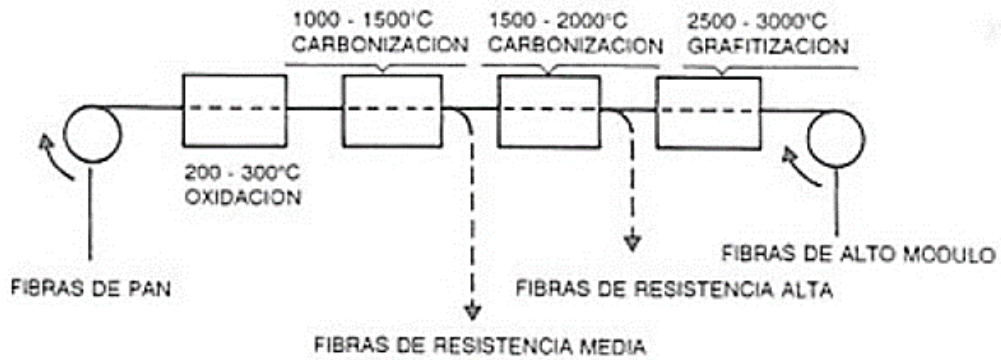 1000 - 1500°C
CARBONIZACION
1500 - 2000°C
CARBONIZACION
2500 - 3000°C
GRAFITIZACION
200 - 300°C
OXIDACION
FIBRAS DE PAN
FIBRAS DE RESISTENCIA MEDIA
FIBRAS DE RESISTENCIA ALTA
FIBRAS DE ALTO MODULO